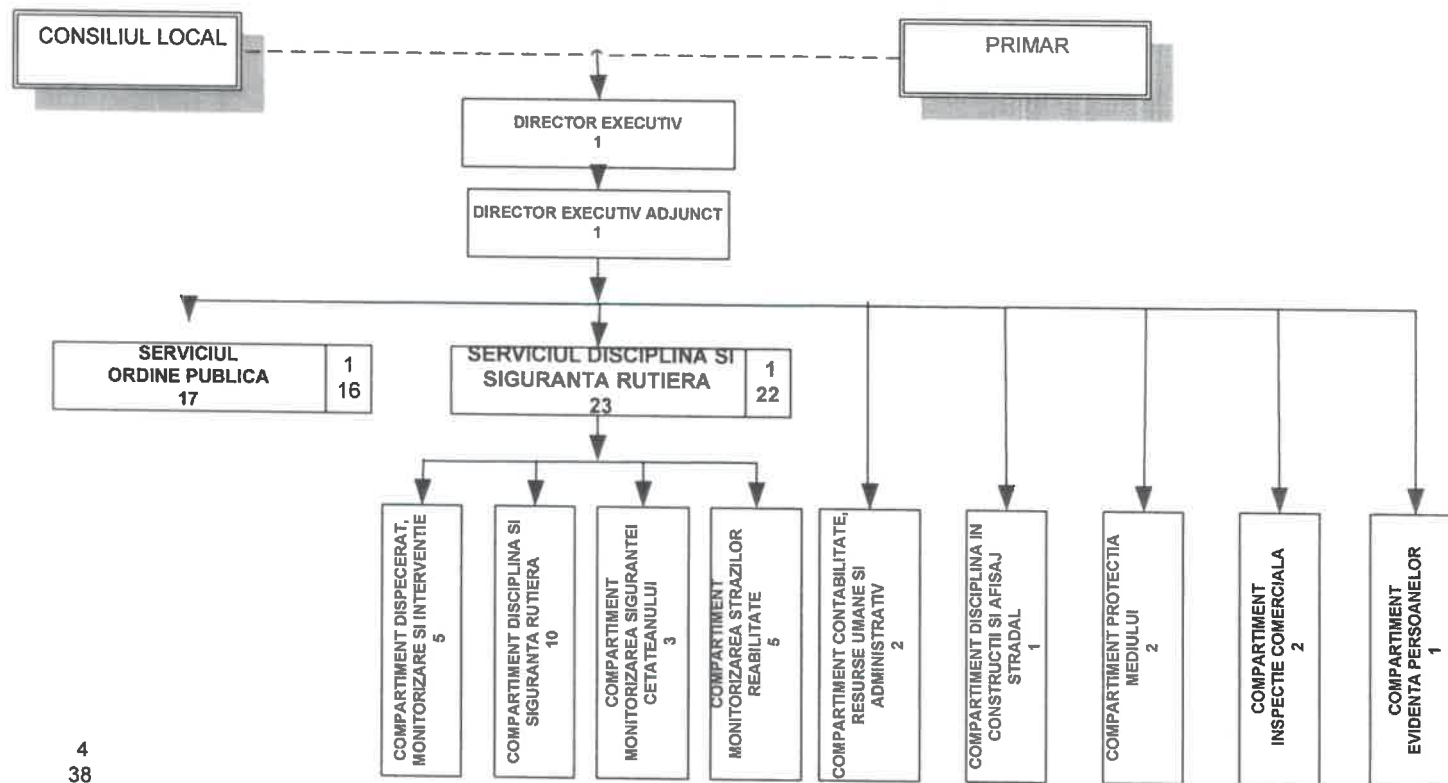 CONSILIUL LOCAL
PRIMAR
DIRECTOR EXECUTIV
1
DIRECTOR EXECUTIV ADJUNCT
1
SERVICIUL
ORDINE PUBLICA
17
1
16
SERVICIUL DISCIPLINA SI
SIGURANTA RUTIERA
23
1
22
COMPARTIMENT DISPECERAT,
MONITORIZARE SI INTERVENTIE
5
COMPARTIMENT DISCIPLINA SI
SIGURANTA RUTIERA
10
COMPARTIMENT
MONITORIZAREA SIGURANTEI
CETATEANULUI
3
COMPARTIMENT
MONITORIZAREA STRAZILOR
REABILITATE
5
COMPARTIMENT CONTABILITATE,
RESURSE UMANE SI
ADMINISTRATIV
2
COMPARTIMENT DISCIPLINA IN
CONSTRUCTII SI AFISAJ
STRADAL
1
COMPARTIMENT PROTECTIA
MEDIULUI
2
COMPARTIMENT
INSPECTIE COMERCIALA
2
COMPARTIMENT
EVIDENTA PERSOANELOR
1
4
38